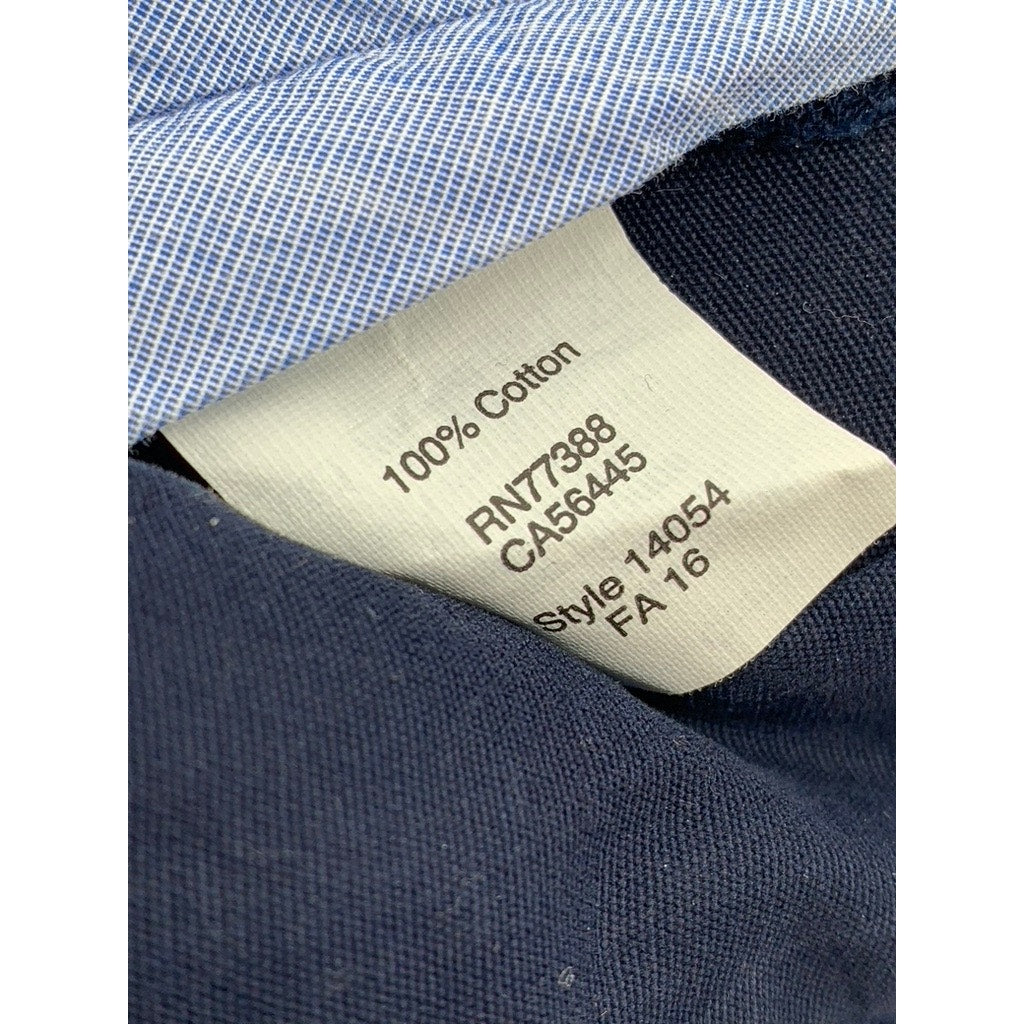 100% Cotton
RN77388
CA56445
Style 14054
FA 16